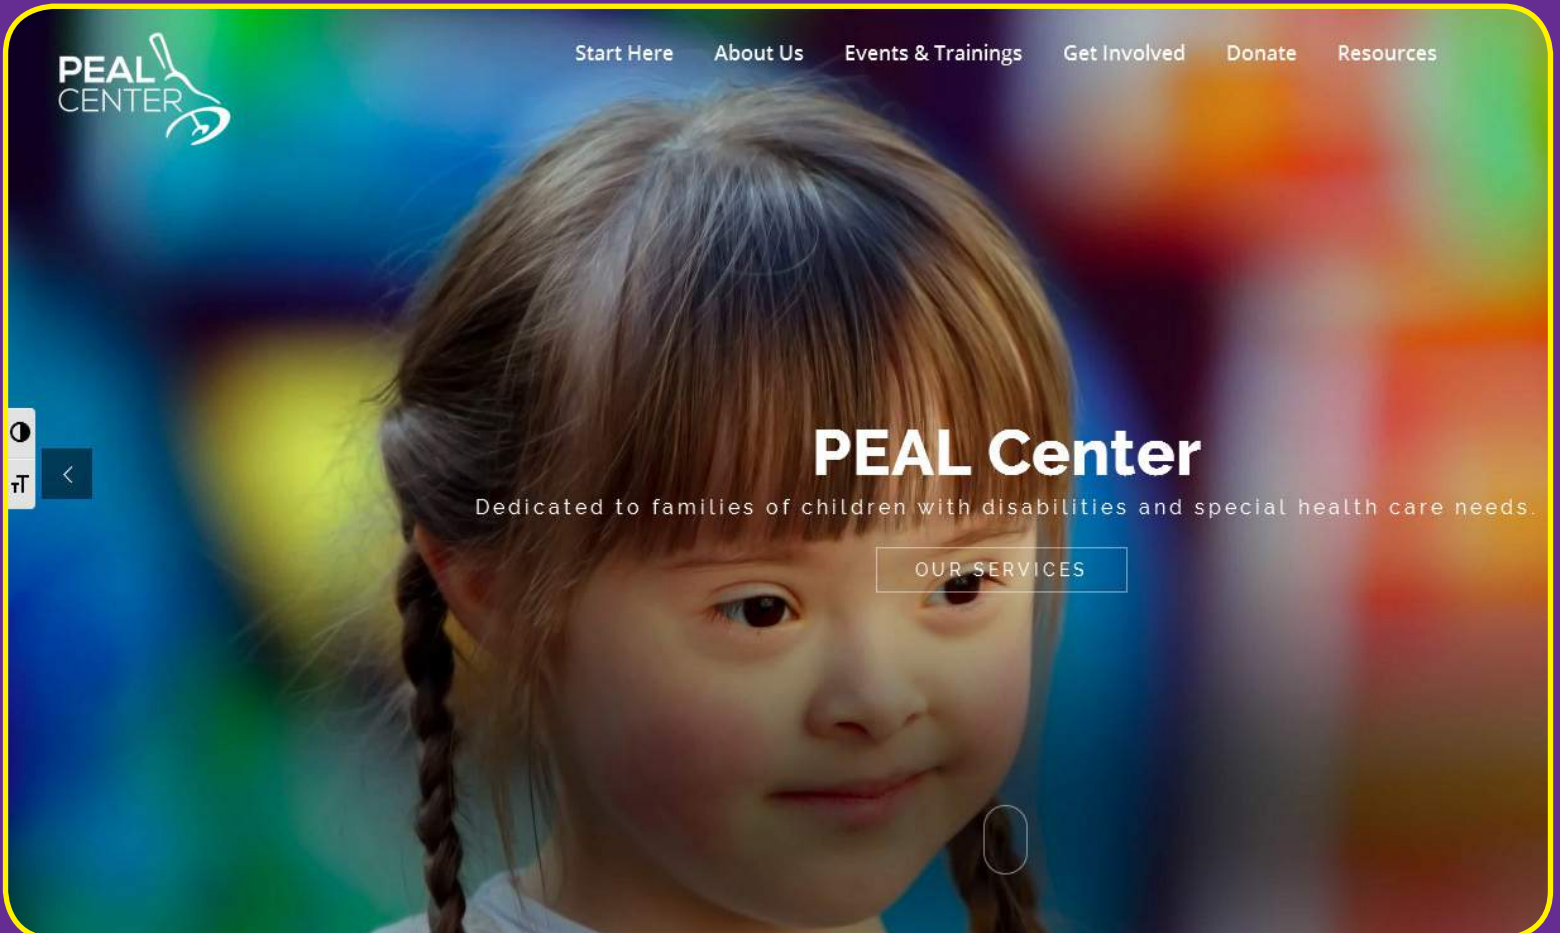 PEAL
CENTER
Start Here About Us Events & Trainings Get Involved Donate Resources
TT
PEAL Center
Dedicated to families of children with disabilities and special health care needs.
OUR SERVICES